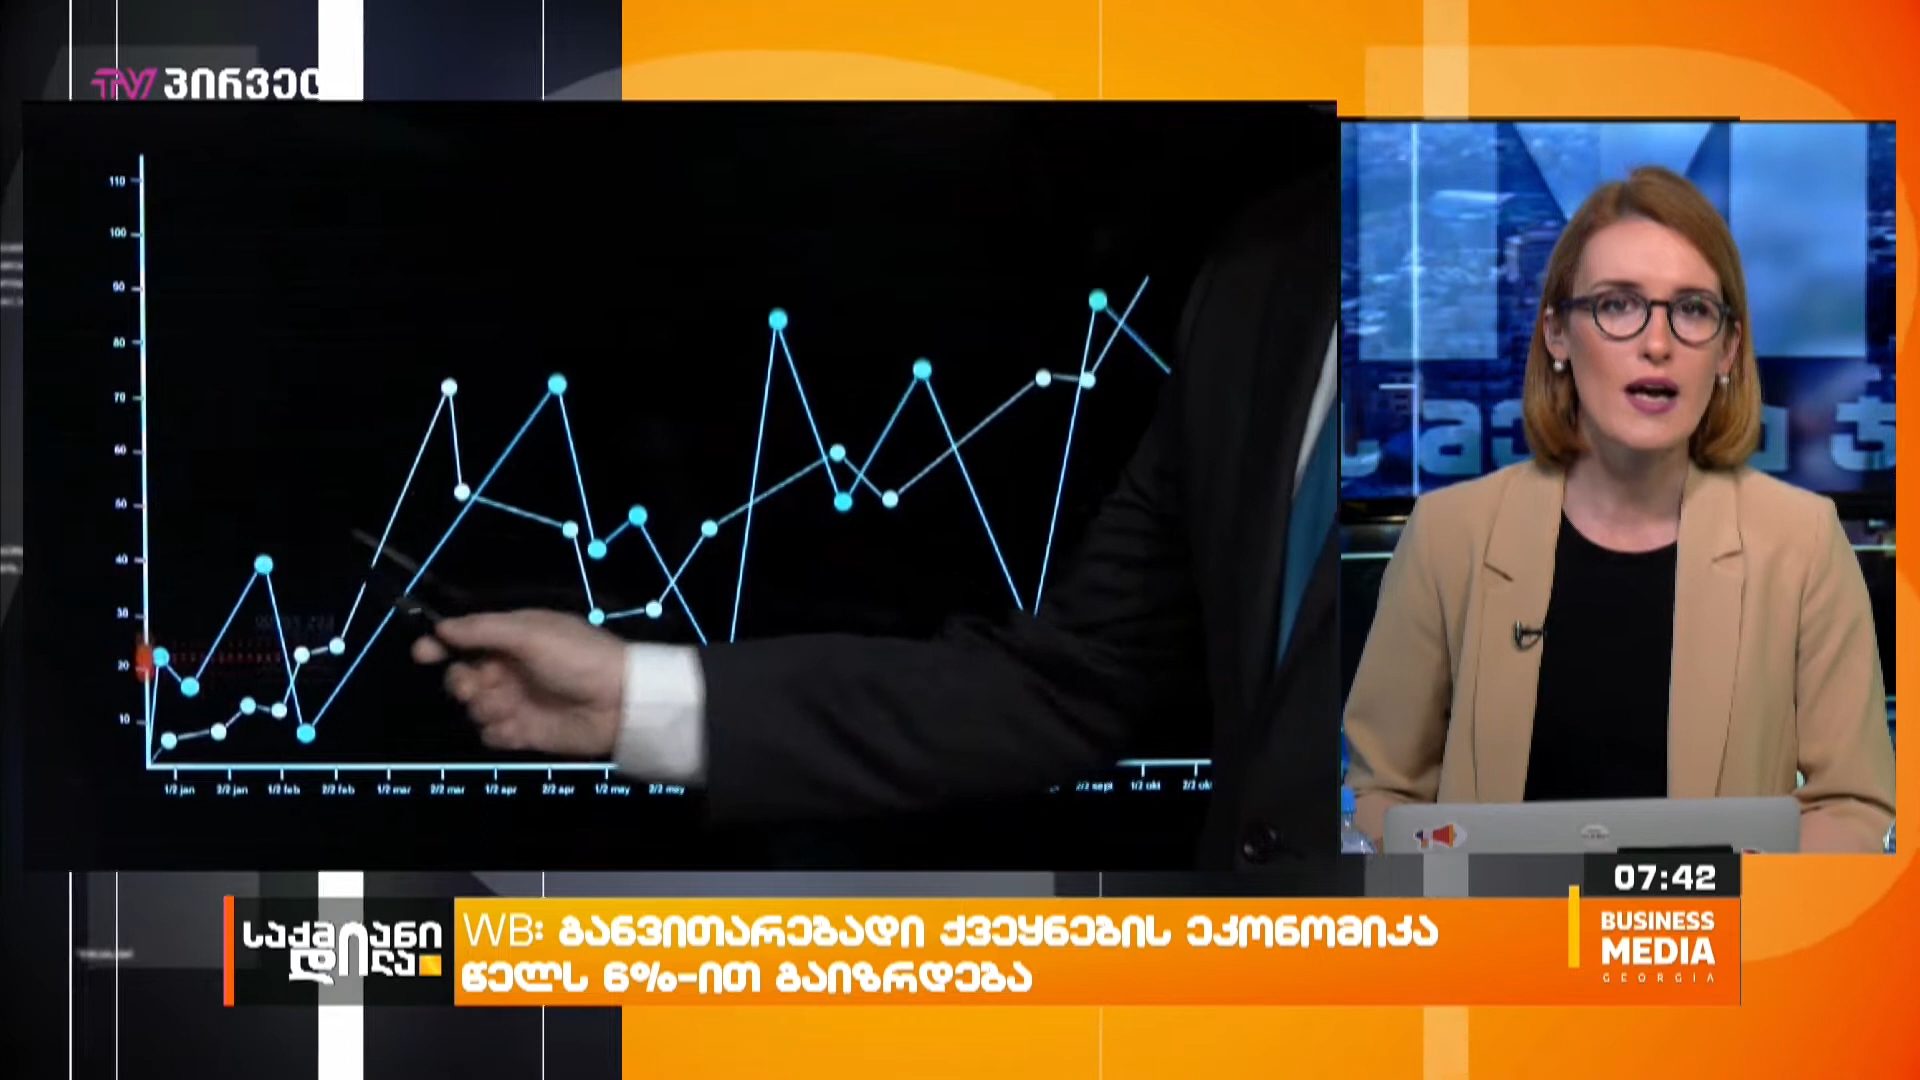 TV პირველ
110
100
90
80
70
60
50
40
30
20
10
1/2 jan 2/2 jan 1/2 feb 2/2 feb 1/2 mar 2/2 mar 1/2 apr 2/2 apr 1/2 may 2/2 may 2/2 sept 1/2 okt 2/2 ok
07:42
საქმიანი
დილა
WB: განვითარებადი ქვეყნების ეკონომიკა
წელს 6%-ით გაიზრდება
BUSINESS
MEDIA
GEORGIA